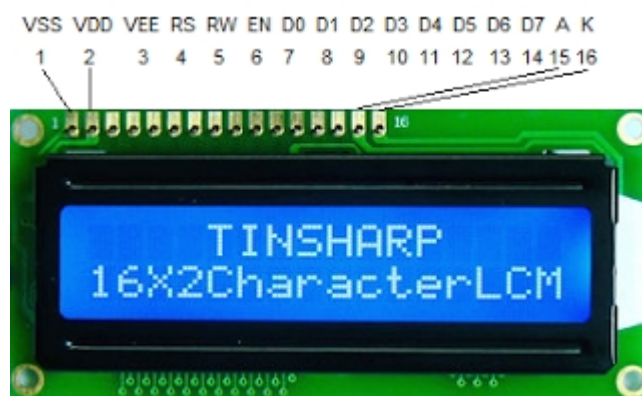 VSS VDD VEE RS RW EN D0 D1 D2 D3 D4 D5 D6 D7 A K
1 2 3 4 5 6 7 8 9 10 11 12 13 14 15 16
1 16
TINSHARP
16X2CharacterLCM